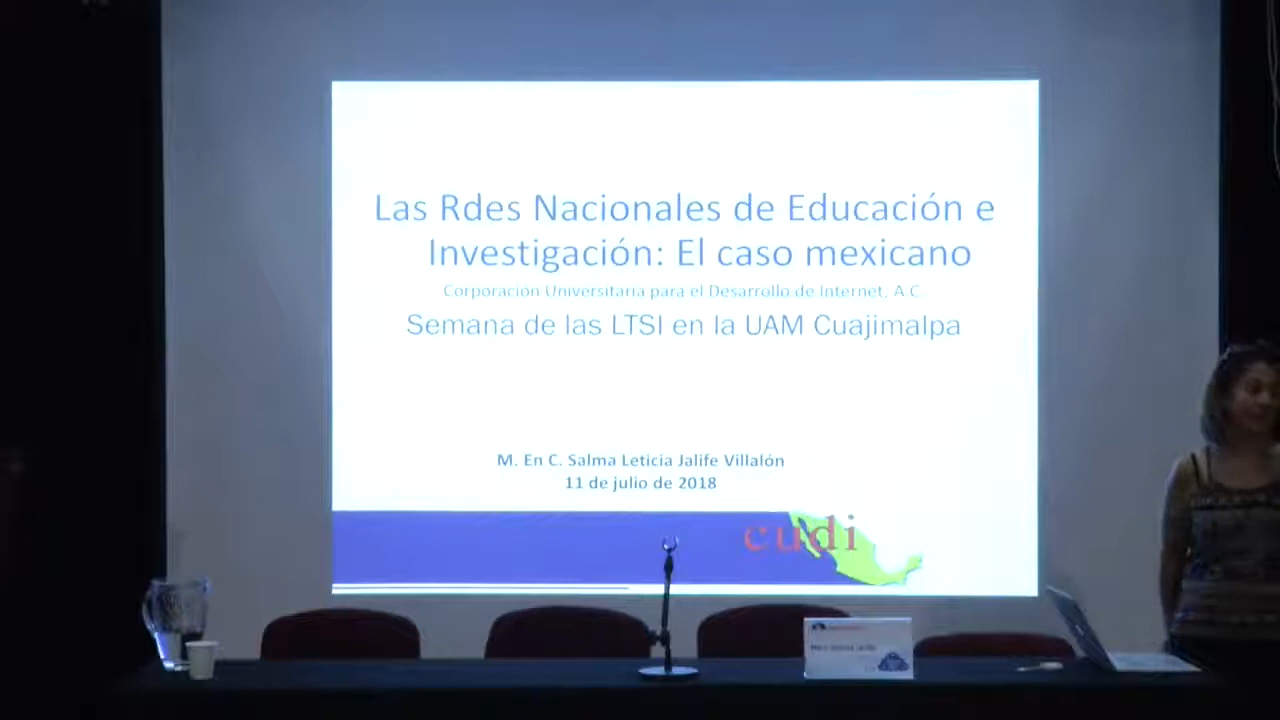 Las Rdes Nacionales de Educación e
Investigación: El caso mexicano
Corporación Universitaria para el Desarrollo de Internet, A.C.
Semana de las LTSI en la UAM Cuajimalpa
M. En C. Salma Leticia Jalife Villalón
11 de julio de 2018
cudi